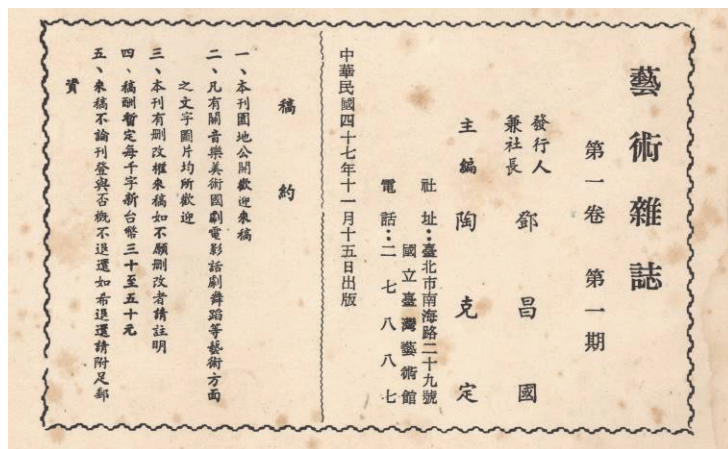 藝術雜誌
第一卷 第一期
發行人
兼社長
鄧昌國
主編 陶克定
社址：臺北市南海路二十九號
國立臺灣藝術館
電話：二七八八七
中華民國四十七年十一月十五日出版
稿約
一、本刊園地公開歡迎來稿
二、凡有關音樂美術國劇電影話劇舞蹈等藝術方面
之文字圖片均所歡迎
三、本刊有刪改權來稿如不願刪改者請註明
四、稿酬暫定每千字新台幣三十至五十元
五、來稿不論刊登與否概不退還如希退還請附足郵
資